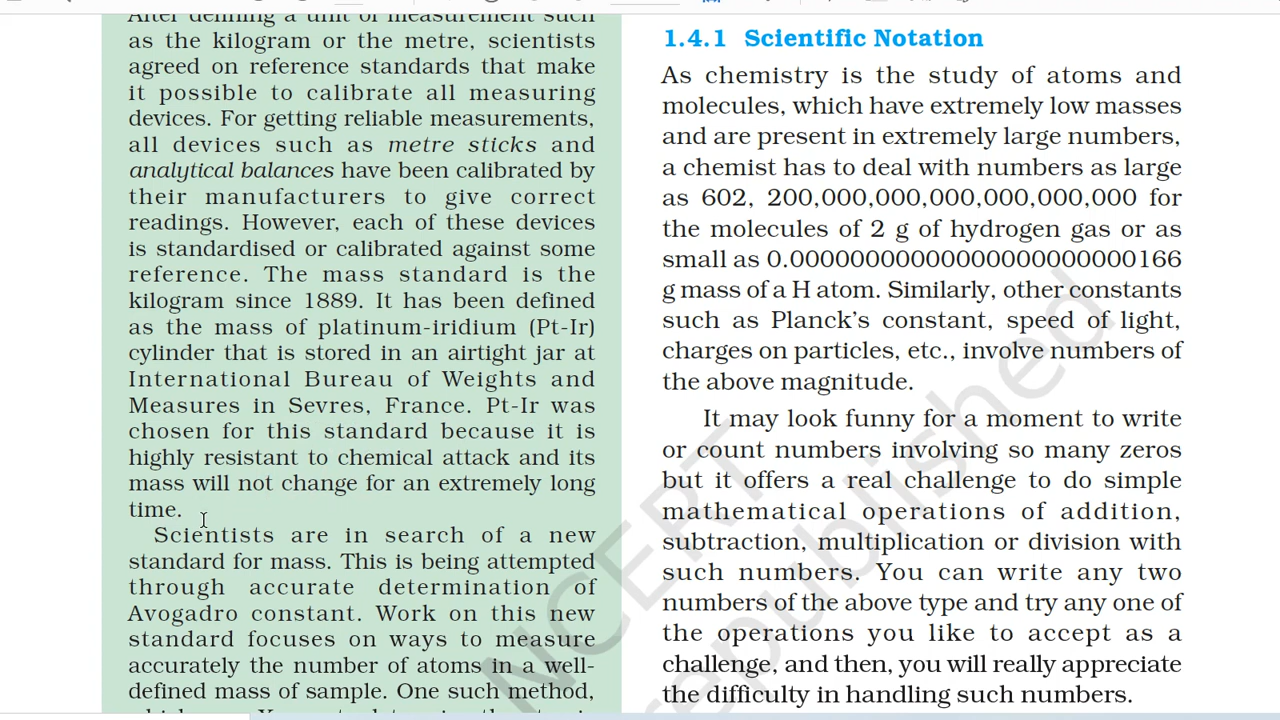 After defining a unit of measurement such
as the kilogram or the metre, scientists
agreed on reference standards that make
it possible to calibrate all measuring
devices. For getting reliable measurements,
all devices such as metre sticks and
analytical balances have been calibrated by
their manufacturers to give correct
readings. However, each of these devices
is standardised or calibrated against some
reference. The mass standard is the
kilogram since 1889. It has been defined
as the mass of platinum-iridium (Pt-Ir)
cylinder that is stored in an airtight jar at
International Bureau of Weights and
Measures in Sevres, France. Pt-Ir was
chosen for this standard because it is
highly resistant to chemical attack and its
mass will not change for an extremely long
time.
Scientists are in search of a new
standard for mass. This is being attempted
through accurate determination of
Avogadro constant. Work on this new
standard focuses on ways to measure
accurately the number of atoms in a well-
defined mass of sample. One such method,
1.4.1 Scientific Notation
As chemistry is the study of atoms and
molecules, which have extremely low masses
and are present in extremely large numbers,
a chemist has to deal with numbers as large
as 602, 200,000,000,000,000,000,000 for
the molecules of 2 g of hydrogen gas or as
small as 0.00000000000000000000000166
g mass of a H atom. Similarly, other constants
such as Planck’s constant, speed of light,
charges on particles, etc., involve numbers of
the above magnitude.
It may look funny for a moment to write
or count numbers involving so many zeros
but it offers a real challenge to do simple
mathematical operations of addition,
subtraction, multiplication or division with
such numbers. You can write any two
numbers of the above type and try any one of
the operations you like to accept as a
challenge, and then, you will really appreciate
the difficulty in handling such numbers.
NCERT
republished